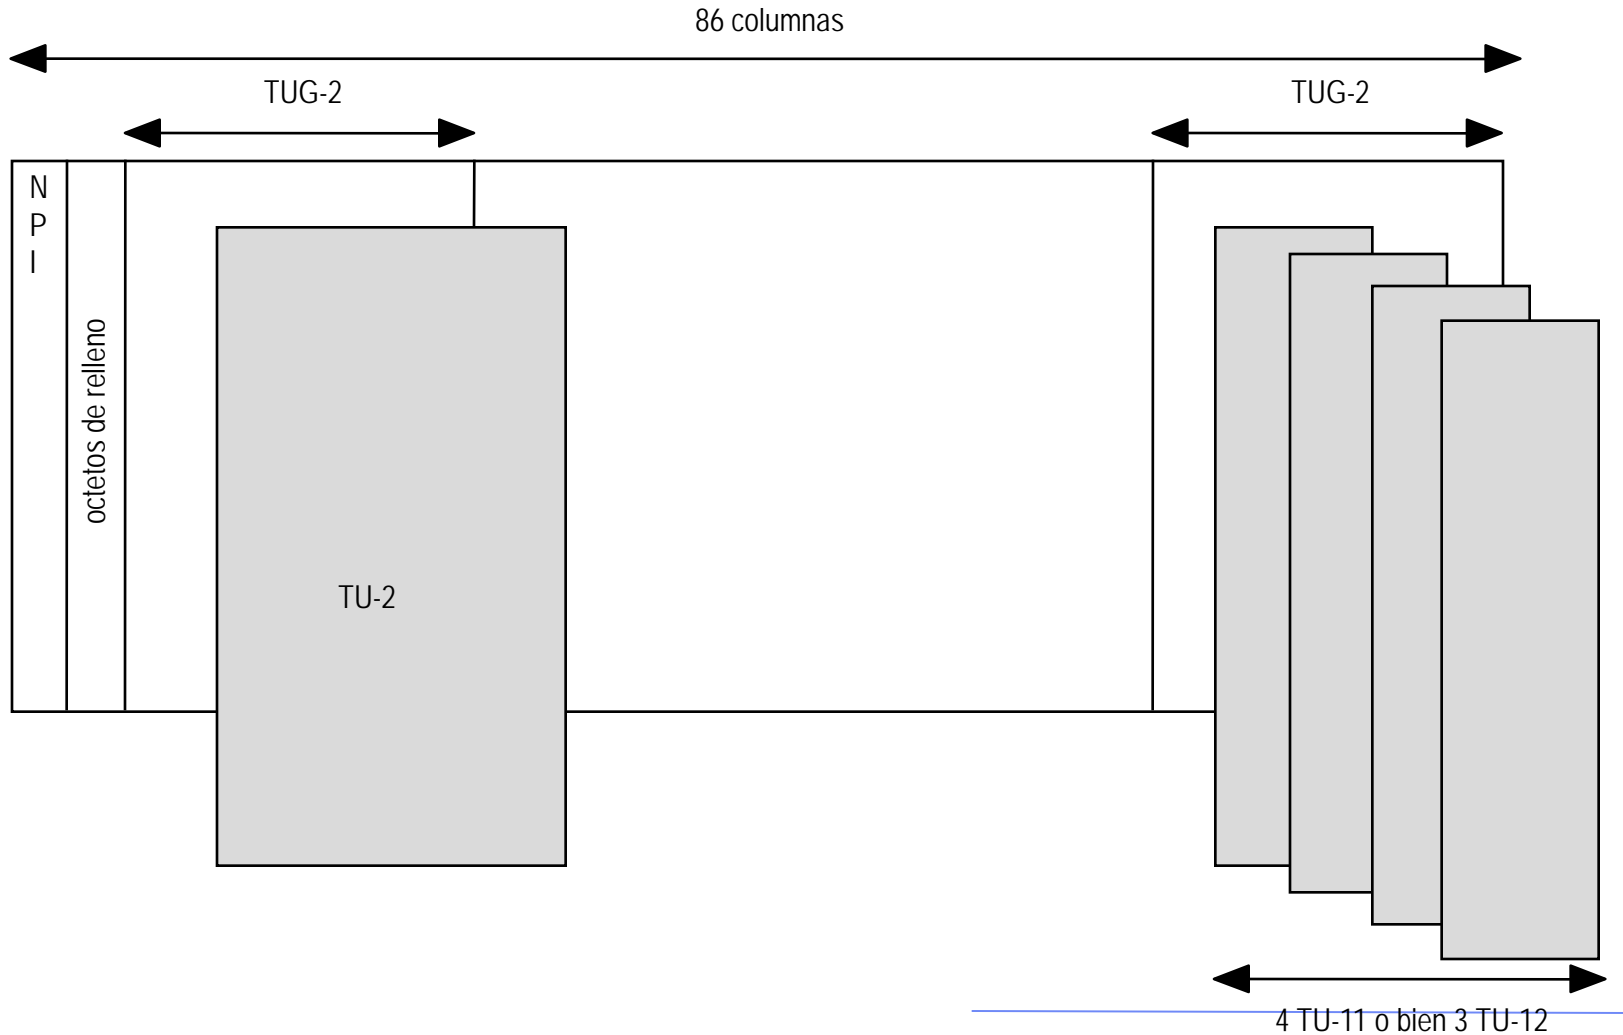 86 columnas
TUG-2
TUG-2
N
P
I
octetos de relleno
TU-2
4 TU-11 o bien 3 TU-12